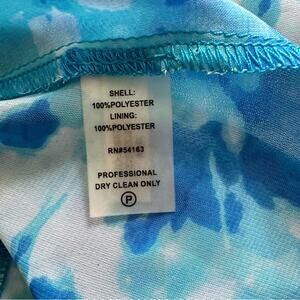 SHELL:
100%POLYESTER
LINING:
100%POLYESTER
RN#54163
PROFESSIONAL
DRY CLEAN ONLY
P